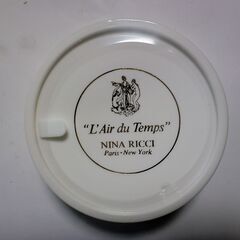 "L'Air du Temps"
NINA RICCI
Paris-New York